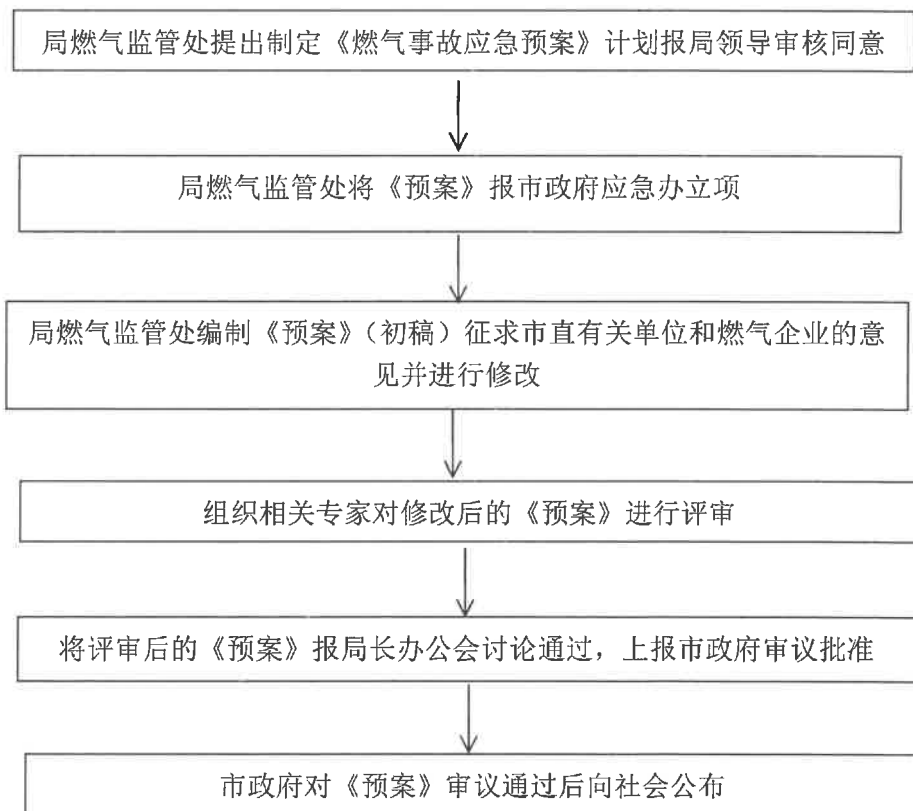 局燃气监管处提出制定《燃气事故应急预案》计划报局领导审核同意
局燃气监管处将《预案》报市政府应急办立项
局燃气监管处编制《预案》（初稿）征求市直有关单位和燃气企业的意
见并进行修改
组织相关专家对修改后的《预案》进行评审
将评审后的《预案》报局长办公会讨论通过，上报市政府审议批准
市政府对《预案》审议通过后向社会公布